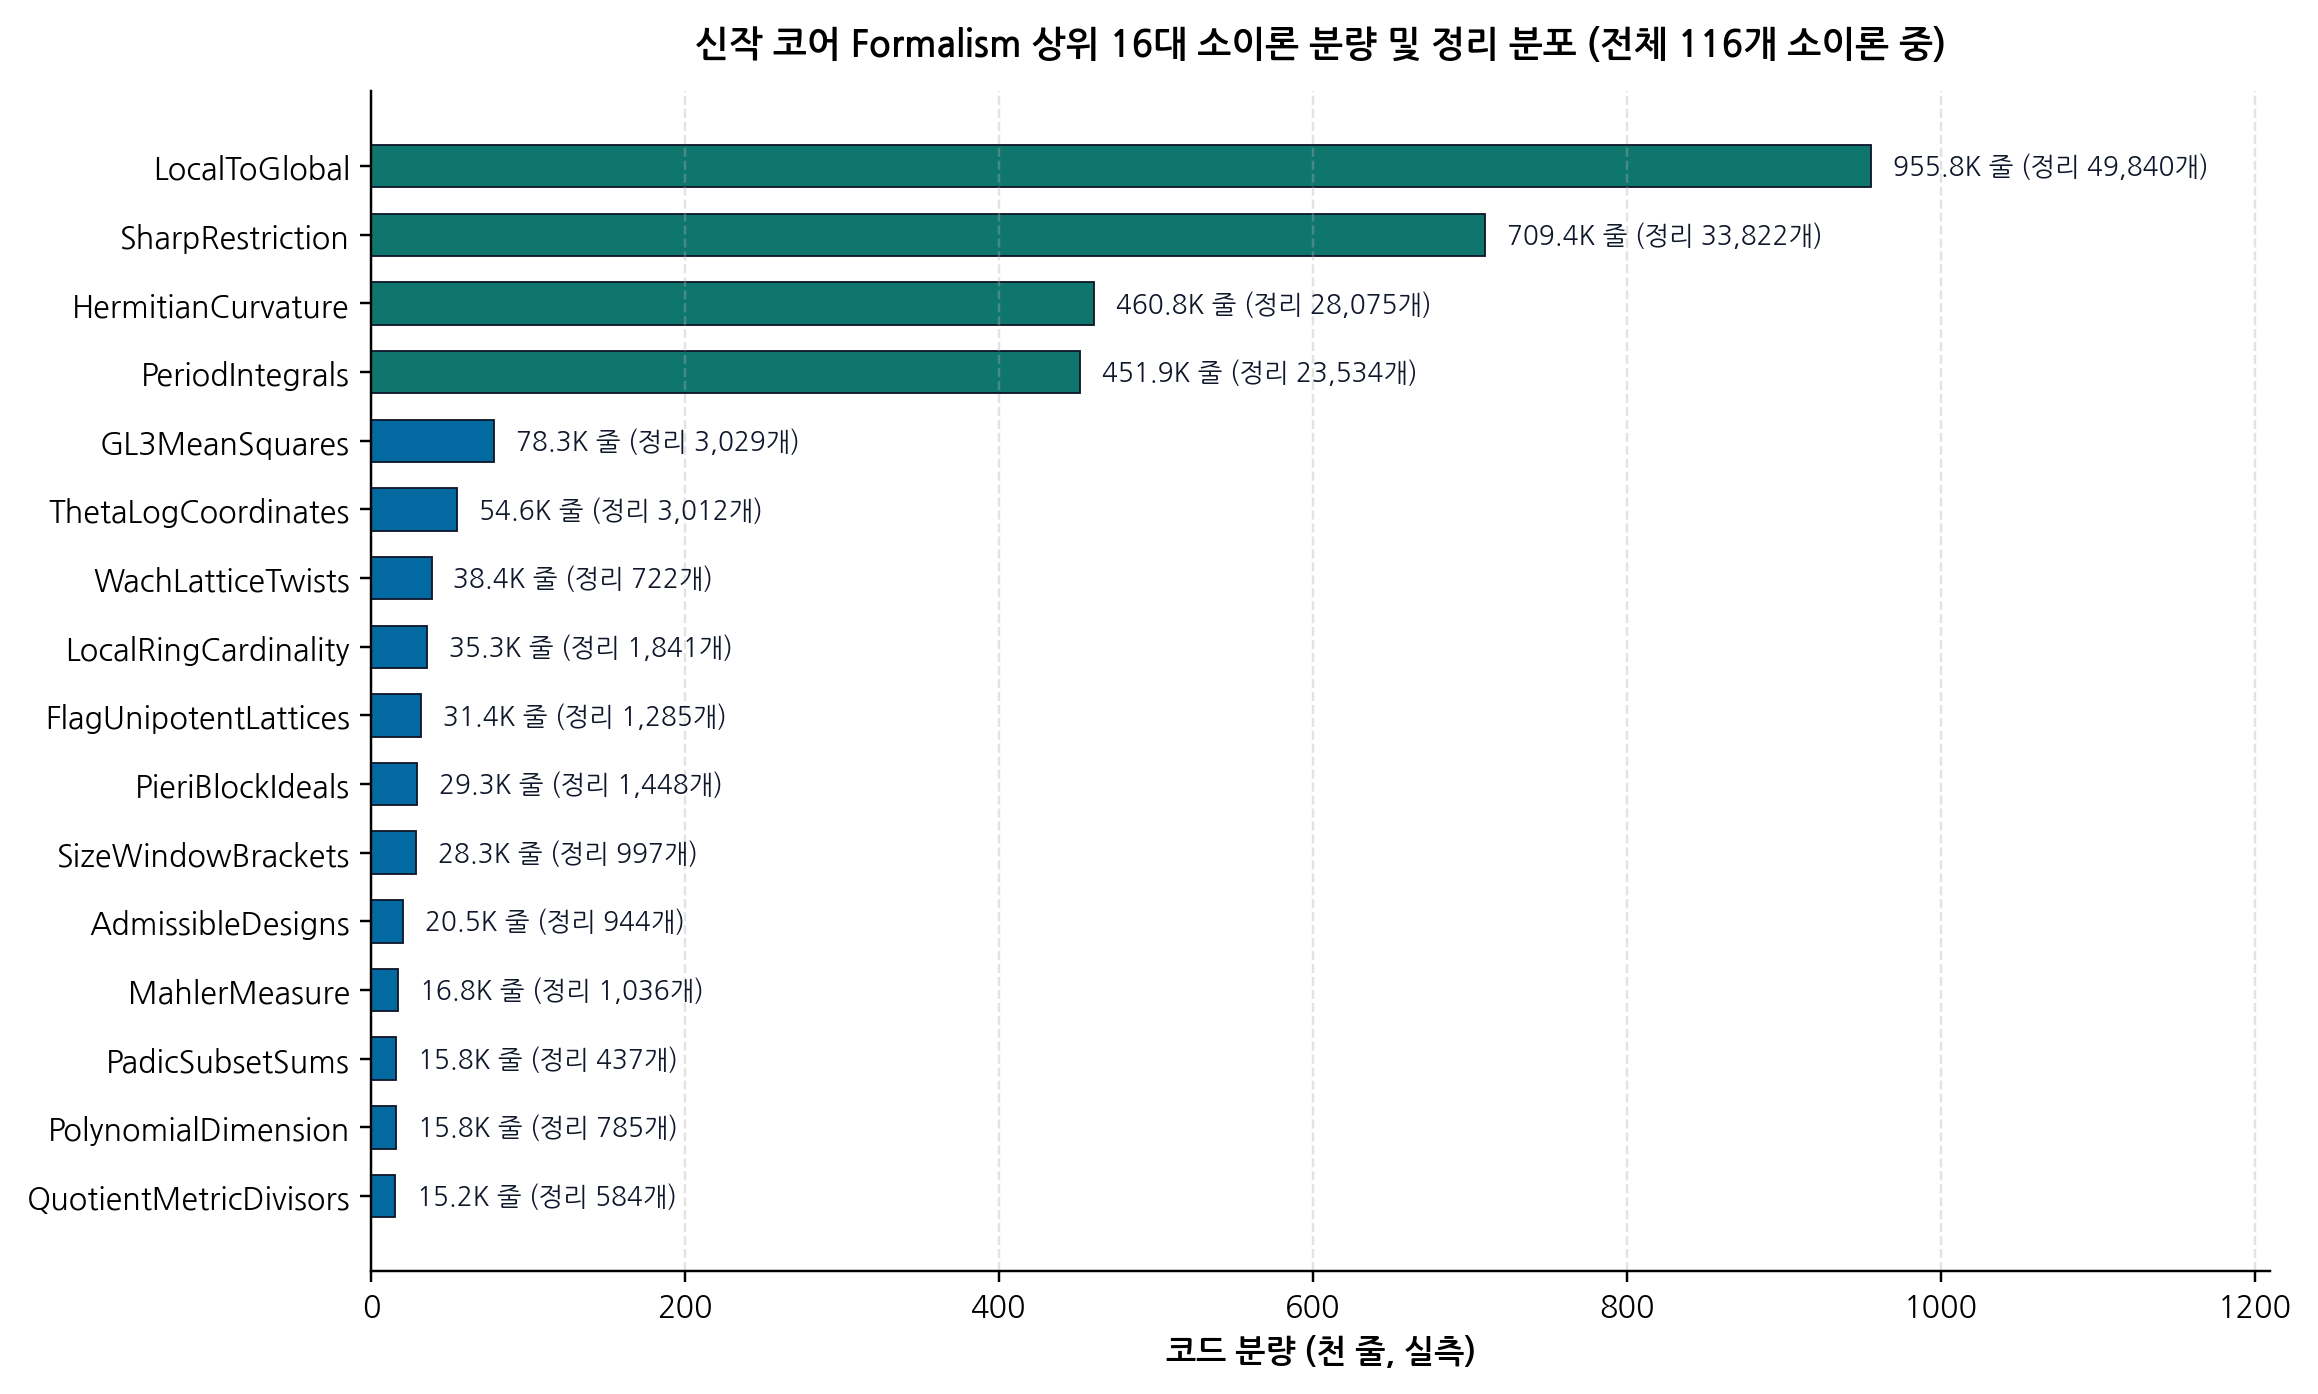 신작 코어 Formalism 상위 16대 소이론 분량 및 정리 분포 (전체 116개 소이론 중)
LocalToGlobal 955.8K 줄 (정리 49,840개)
SharpRestriction 709.4K 줄 (정리 33,822개)
HermitianCurvature 460.8K 줄 (정리 28,075개)
PeriodIntegrals 451.9K 줄 (정리 23,534개)
GL3MeanSquares 78.3K 줄 (정리 3,029개)
ThetaLogCoordinates 54.6K 줄 (정리 3,012개)
WachLatticeTwists 38.4K 줄 (정리 722개)
LocalRingCardinality 35.3K 줄 (정리 1,841개)
FlagUnipotentLattices 31.4K 줄 (정리 1,285개)
PieriBlockIdeals 29.3K 줄 (정리 1,448개)
SizeWindowBrackets 28.3K 줄 (정리 997개)
AdmissibleDesigns 20.5K 줄 (정리 944개)
MahlerMeasure 16.8K 줄 (정리 1,036개)
PadicSubsetSums 15.8K 줄 (정리 437개)
PolynomialDimension 15.8K 줄 (정리 785개)
QuotientMetricDivisors 15.2K 줄 (정리 584개)
0 200 400 600 800 1000 1200
코드 분량 (천 줄, 실측)